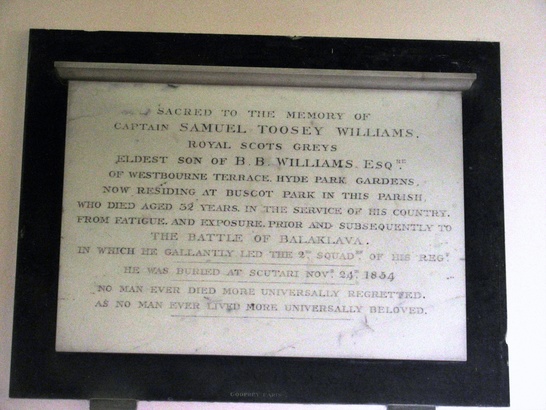 SACRED TO THE MEMORY OF
CAPTAIN SAMUEL TOOSEY WILLIAMS,
ROYAL SCOTS GREYS
ELDEST SON OF B. B. WILLIAMS ESQRE
OF WESTBOURNE TERRACE, HYDE PARK GARDENS,
NOW RESIDING AT BUSCOT PARK IN THIS PARISH,
WHO DIED AGED 32 YEARS, IN THE SERVICE OF HIS COUNTRY,
FROM FATIGUE, AND EXPOSURE, PRIOR AND SUBSEQUENTLY TO
THE BATTLE OF BALAKLAVA,
IN WHICH HE GALLANTLY LED THE 2ND SQUADN OF HIS REGT
HE WAS BURIED AT SCUTARI NOVR 24TH 1854
NO MAN EVER DIED MORE UNIVERSALLY REGRETTED,
AS NO MAN EVER LIVED MORE UNIVERSALLY BELOVED.